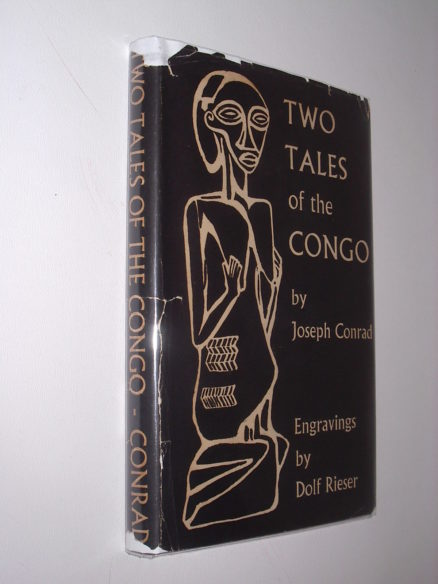 TWO TALES OF THE CONGO - CONRAD
TWO
TALES
of the
CONGO
by
Joseph Conrad
Engravings
by
Dolf Rieser